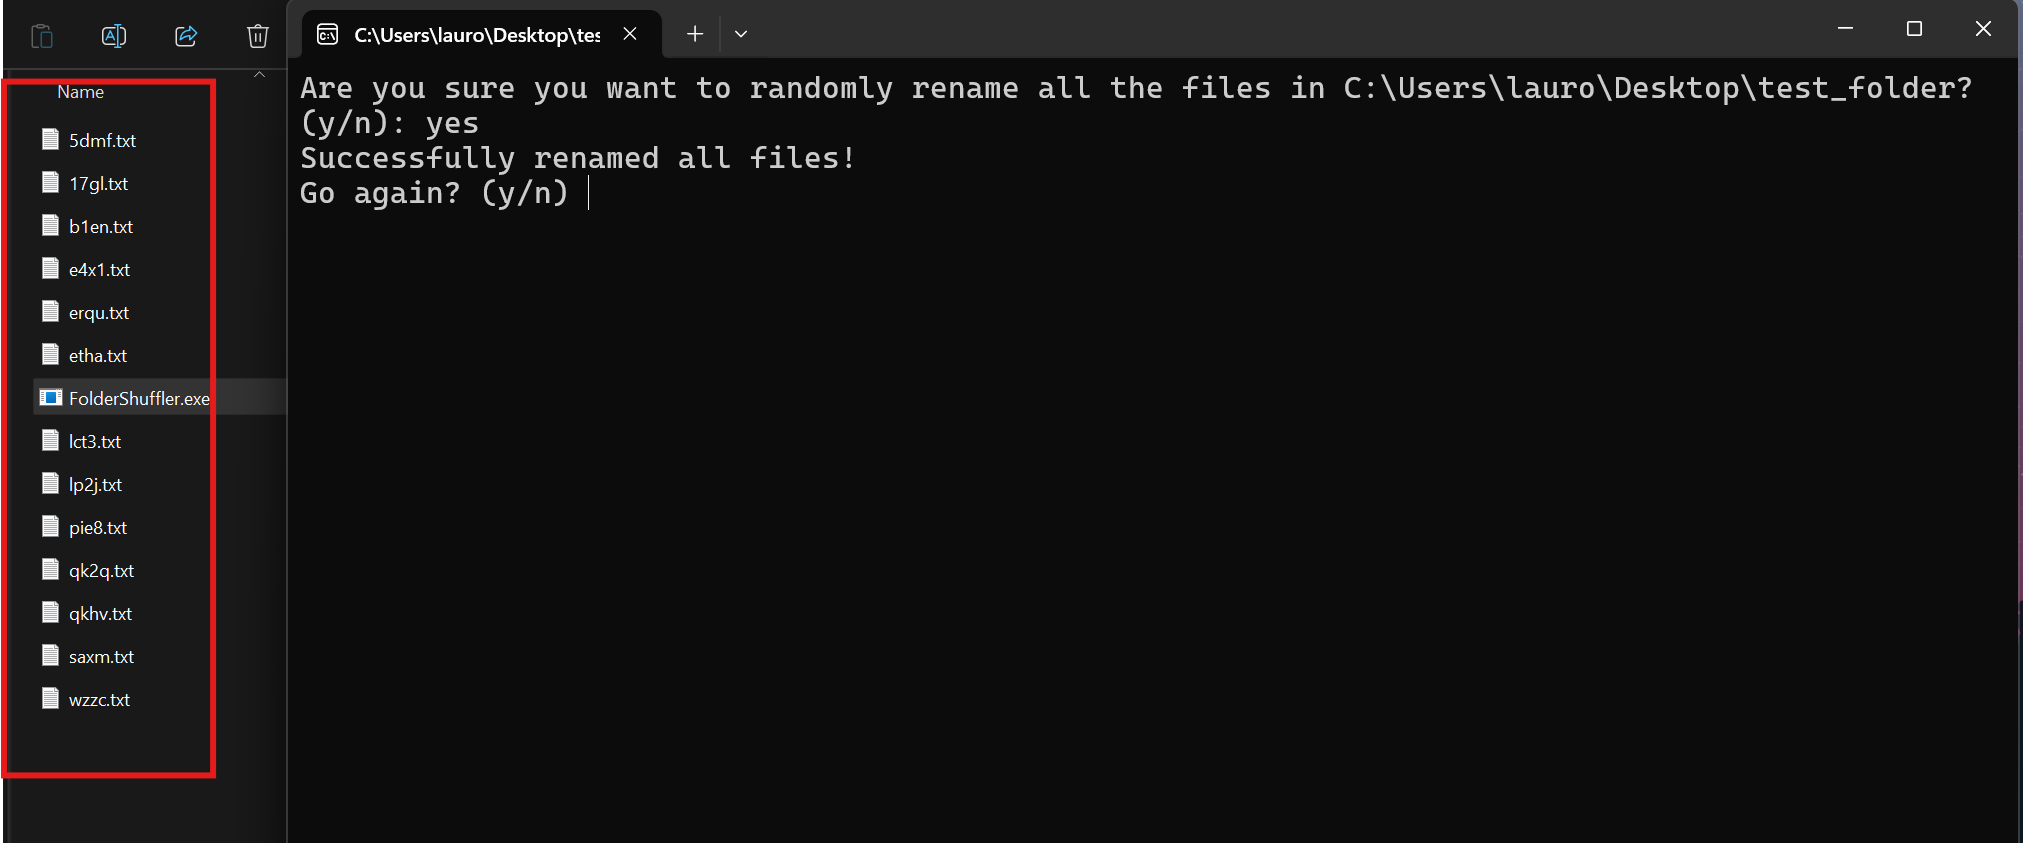 C:\Users\lauro\Desktop\tes
Name
5dmf.txt
17gl.txt
b1en.txt
e4x1.txt
erqu.txt
etha.txt
FolderShuffler.exe
lct3.txt
lp2j.txt
pie8.txt
qk2q.txt
qkhv.txt
saxm.txt
wzzc.txt
Are you sure you want to randomly rename all the files in C:\Users\lauro\Desktop\test_folder?
(y/n): yes
Successfully renamed all files!
Go again? (y/n)